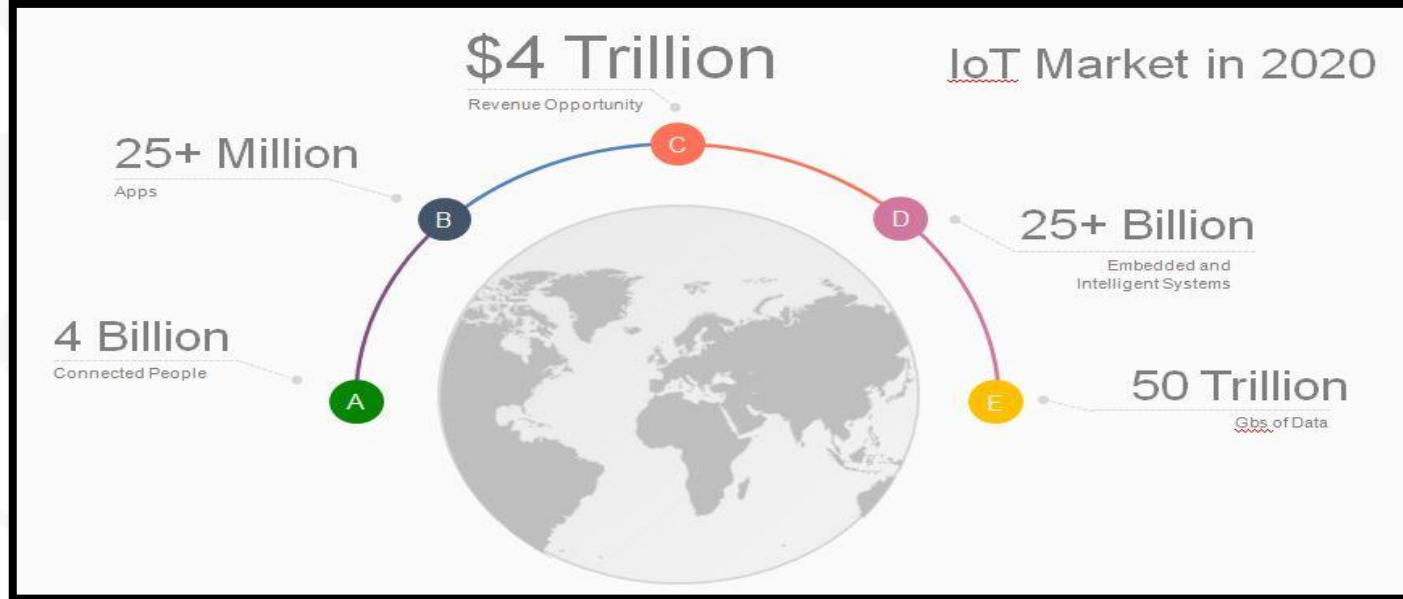 $4 Trillion
Revenue Opportunity
IoT Market in 2020
25+ Million
Apps
C
B
D
25+ Billion
Embedded and
Intelligent Systems
4 Billion
Connected People
A
E
50 Trillion
Gbs of Data